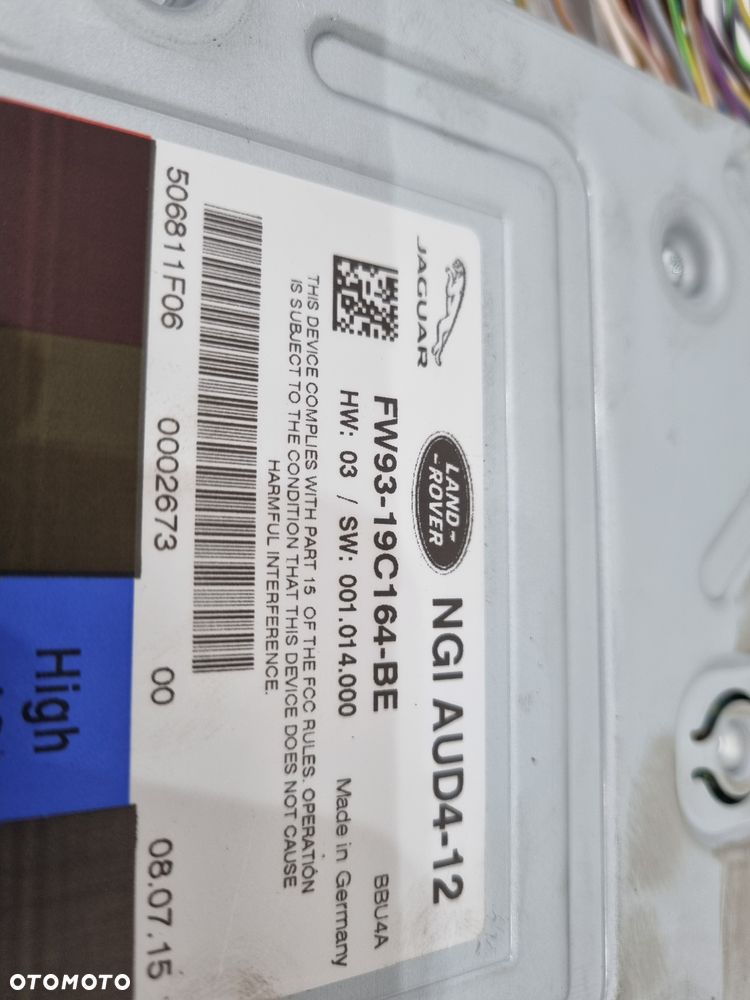 JAGUAR
LAND-
-ROVER
NGI AUD4-12
FW93-19C164-BE
BBU4A
HW: 03 / SW: 001.014.000
Made in Germany
THIS DEVICE COMPLIES WITH PART 15 OF THE FCC RULES. OPERATION
IS SUBJECT TO THE CONDITION THAT THIS DEVICE DOES NOT CAUSE
HARMFUL INTERFERENCE.
506811F06 0002673 00 08.07.15
High
OTOMOTO